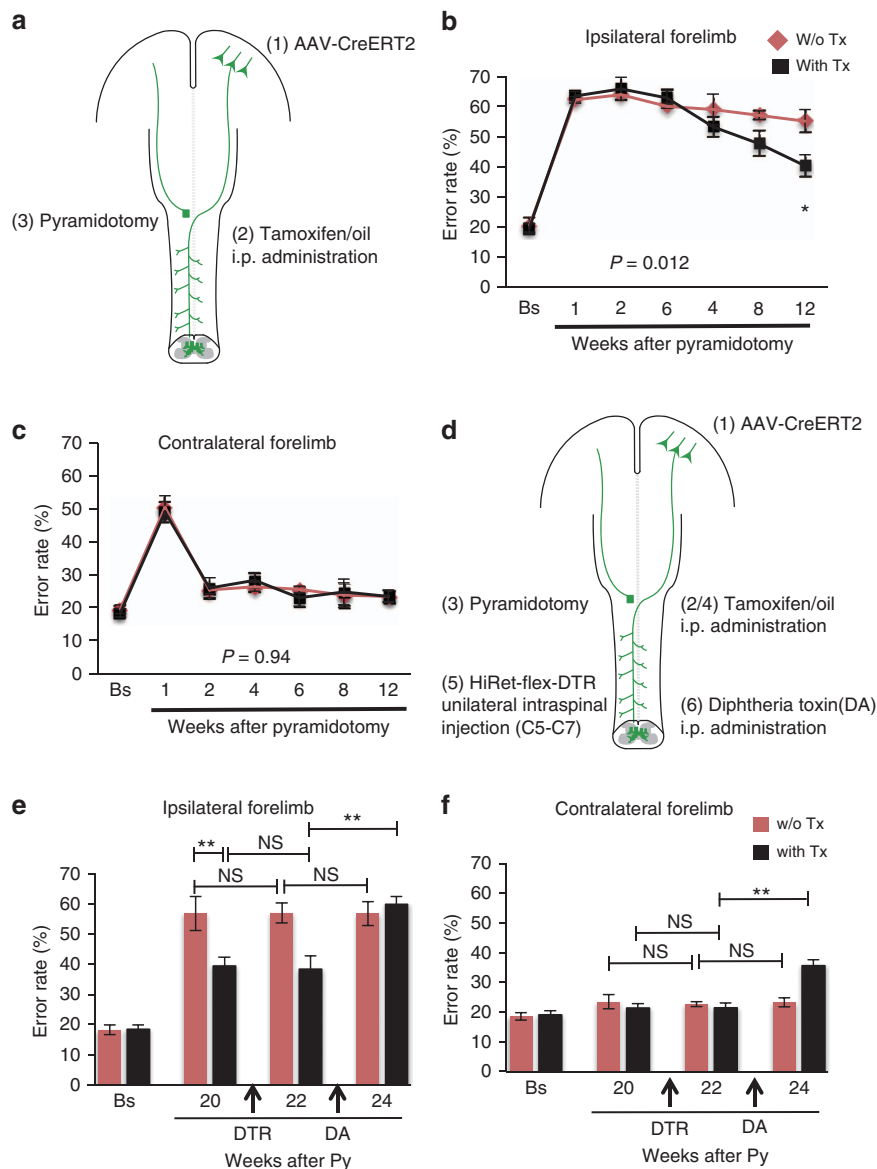 a
(1) AAV-CreERT2
(3) Pyramidotomy
(2) Tamoxifen/oil
i.p. administration
b
Ipsilateral forelimb
W/o Tx
With Tx
Error rate (%)
70
60
50
40
30
20
10
0
*
P = 0.012
Bs 1 2 6 4 8 12
Weeks after pyramidotomy
c
Contralateral forelimb
Error rate (%)
70
60
50
40
30
20
10
0
P = 0.94
Bs 1 2 4 6 8 12
Weeks after pyramidotomy
d
(1) AAV-CreERT2
(3) Pyramidotomy
(2/4) Tamoxifen/oil
i.p. administration
(5) HiRet-flex-DTR
unilateral intraspinal
injection (C5-C7)
(6) Diphtheria toxin(DA)
i.p. administration
e
Ipsilateral forelimb
Error rate (%)
70
60
50
40
30
20
10
0
** NS **
NS NS
Bs 20 22 24
DTR DA
Weeks after Py
f
Contralateral forelimb
w/o Tx
with Tx
Error rate (%)
70
60
50
40
30
20
10
0
**
NS
NS NS
Bs 20 22 24
DTR DA
Weeks after Py